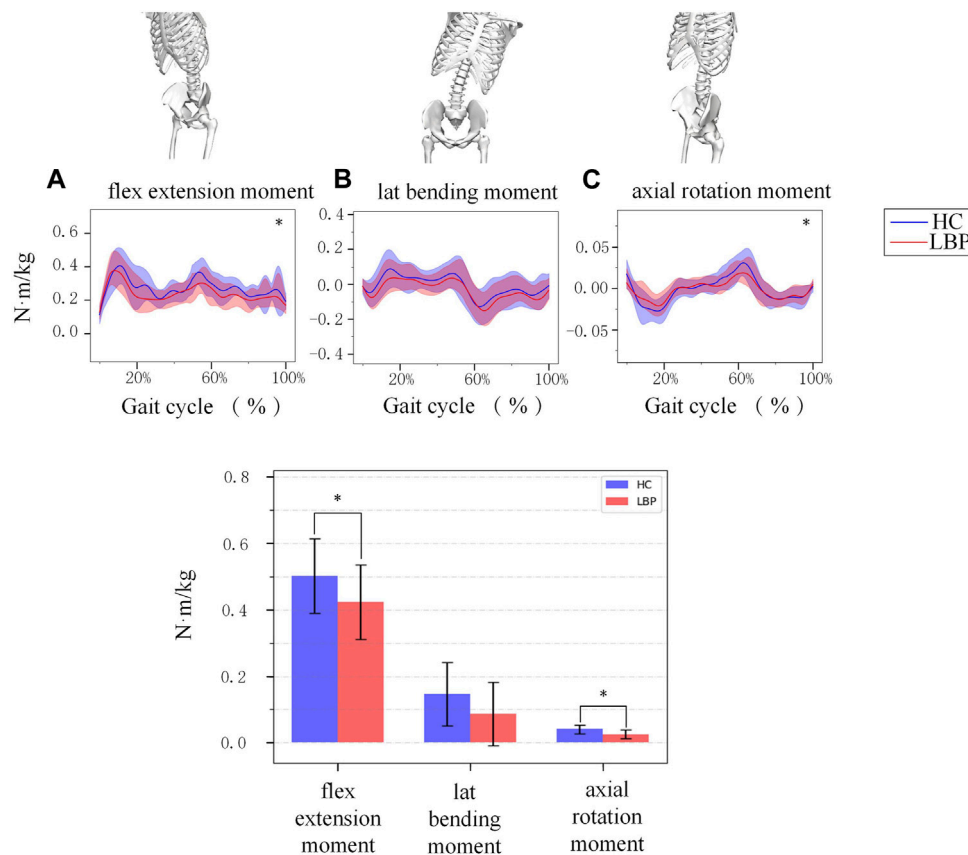 A flex extension moment
B lat bending moment
C axial rotation moment
N·m/kg
0.6
0.4
0.2
0.0
*
20%
60%
100%
Gait cycle （%）
0.4
0.2
0.0
−0.2
−0.4
20%
60%
100%
Gait cycle （%）
0.05
0.00
−0.05
*
20%
60%
100%
Gait cycle （%）
HC
LBP
N·m/kg
0.8
0.6
0.4
0.2
0.0
*
*
HC
LBP
flex
extension
moment
lat
bending
moment
axial
rotation
moment